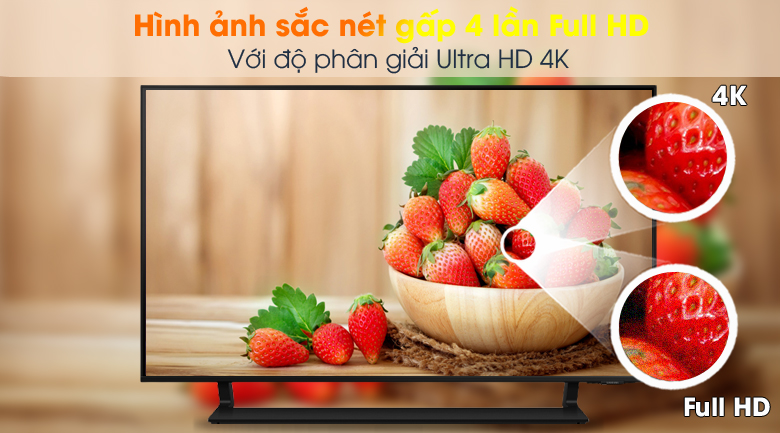 Hình ảnh sắc nét gấp 4 lần Full HD
Với độ phân giải Ultra HD 4K
4K
Full HD